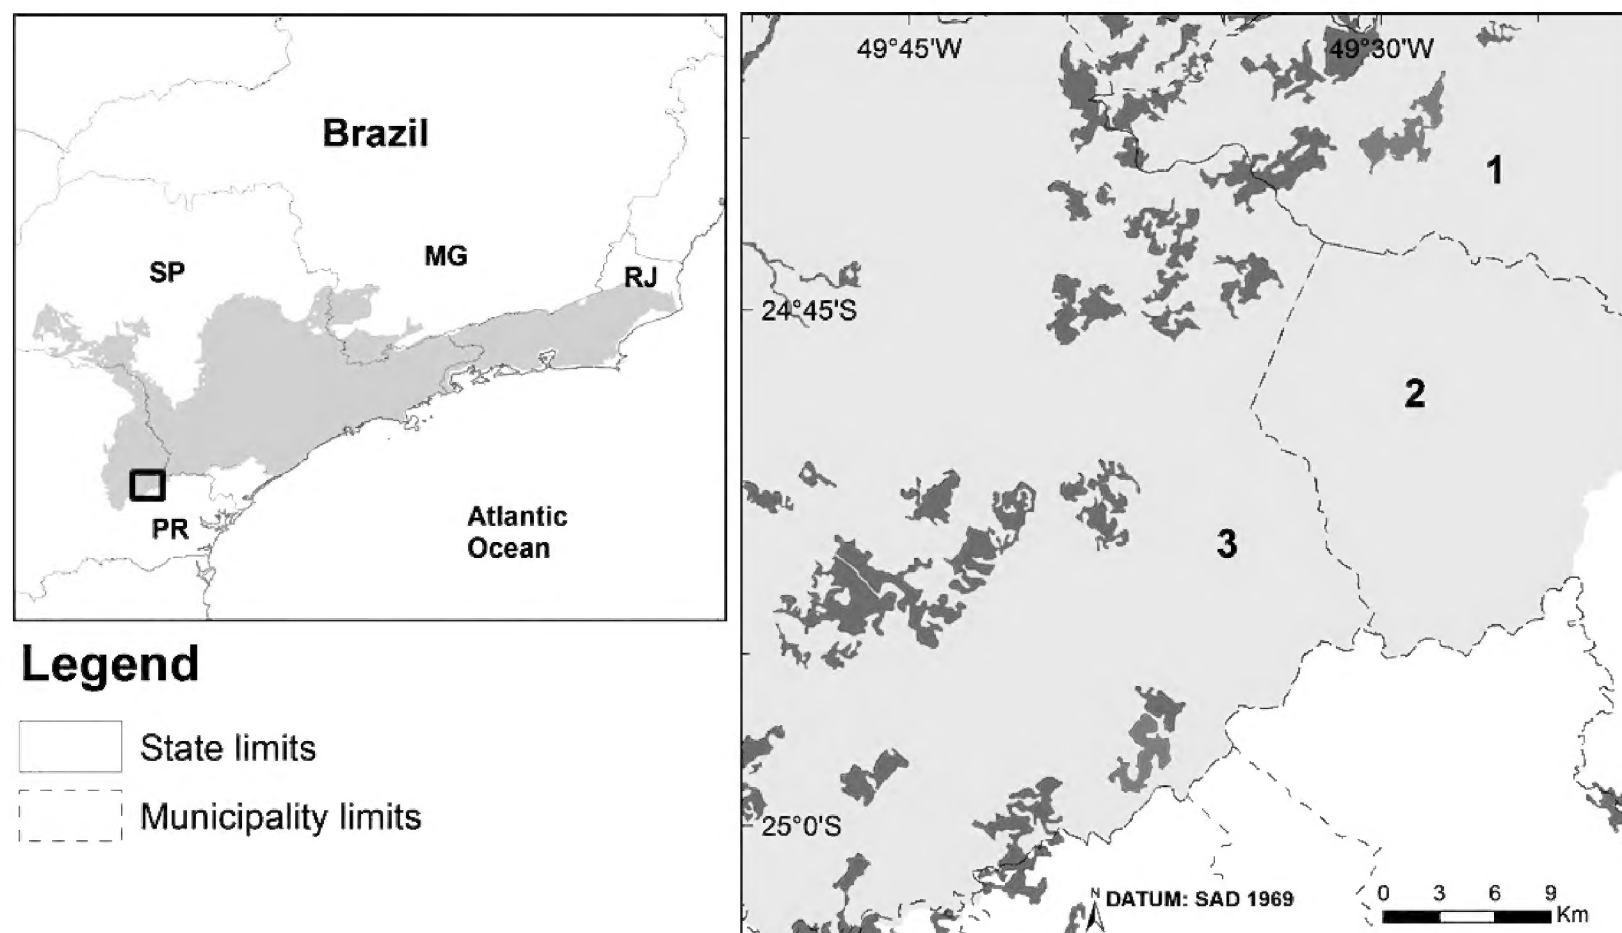 Brazil
SP
MG
RJ
PR
Atlantic
Ocean
Legend
State limits
Municipality limits
49°45'W
49°30'W
1
24°45'S
2
3
25°0'S
N
DATUM: SAD 1969
0 3 6 9
Km